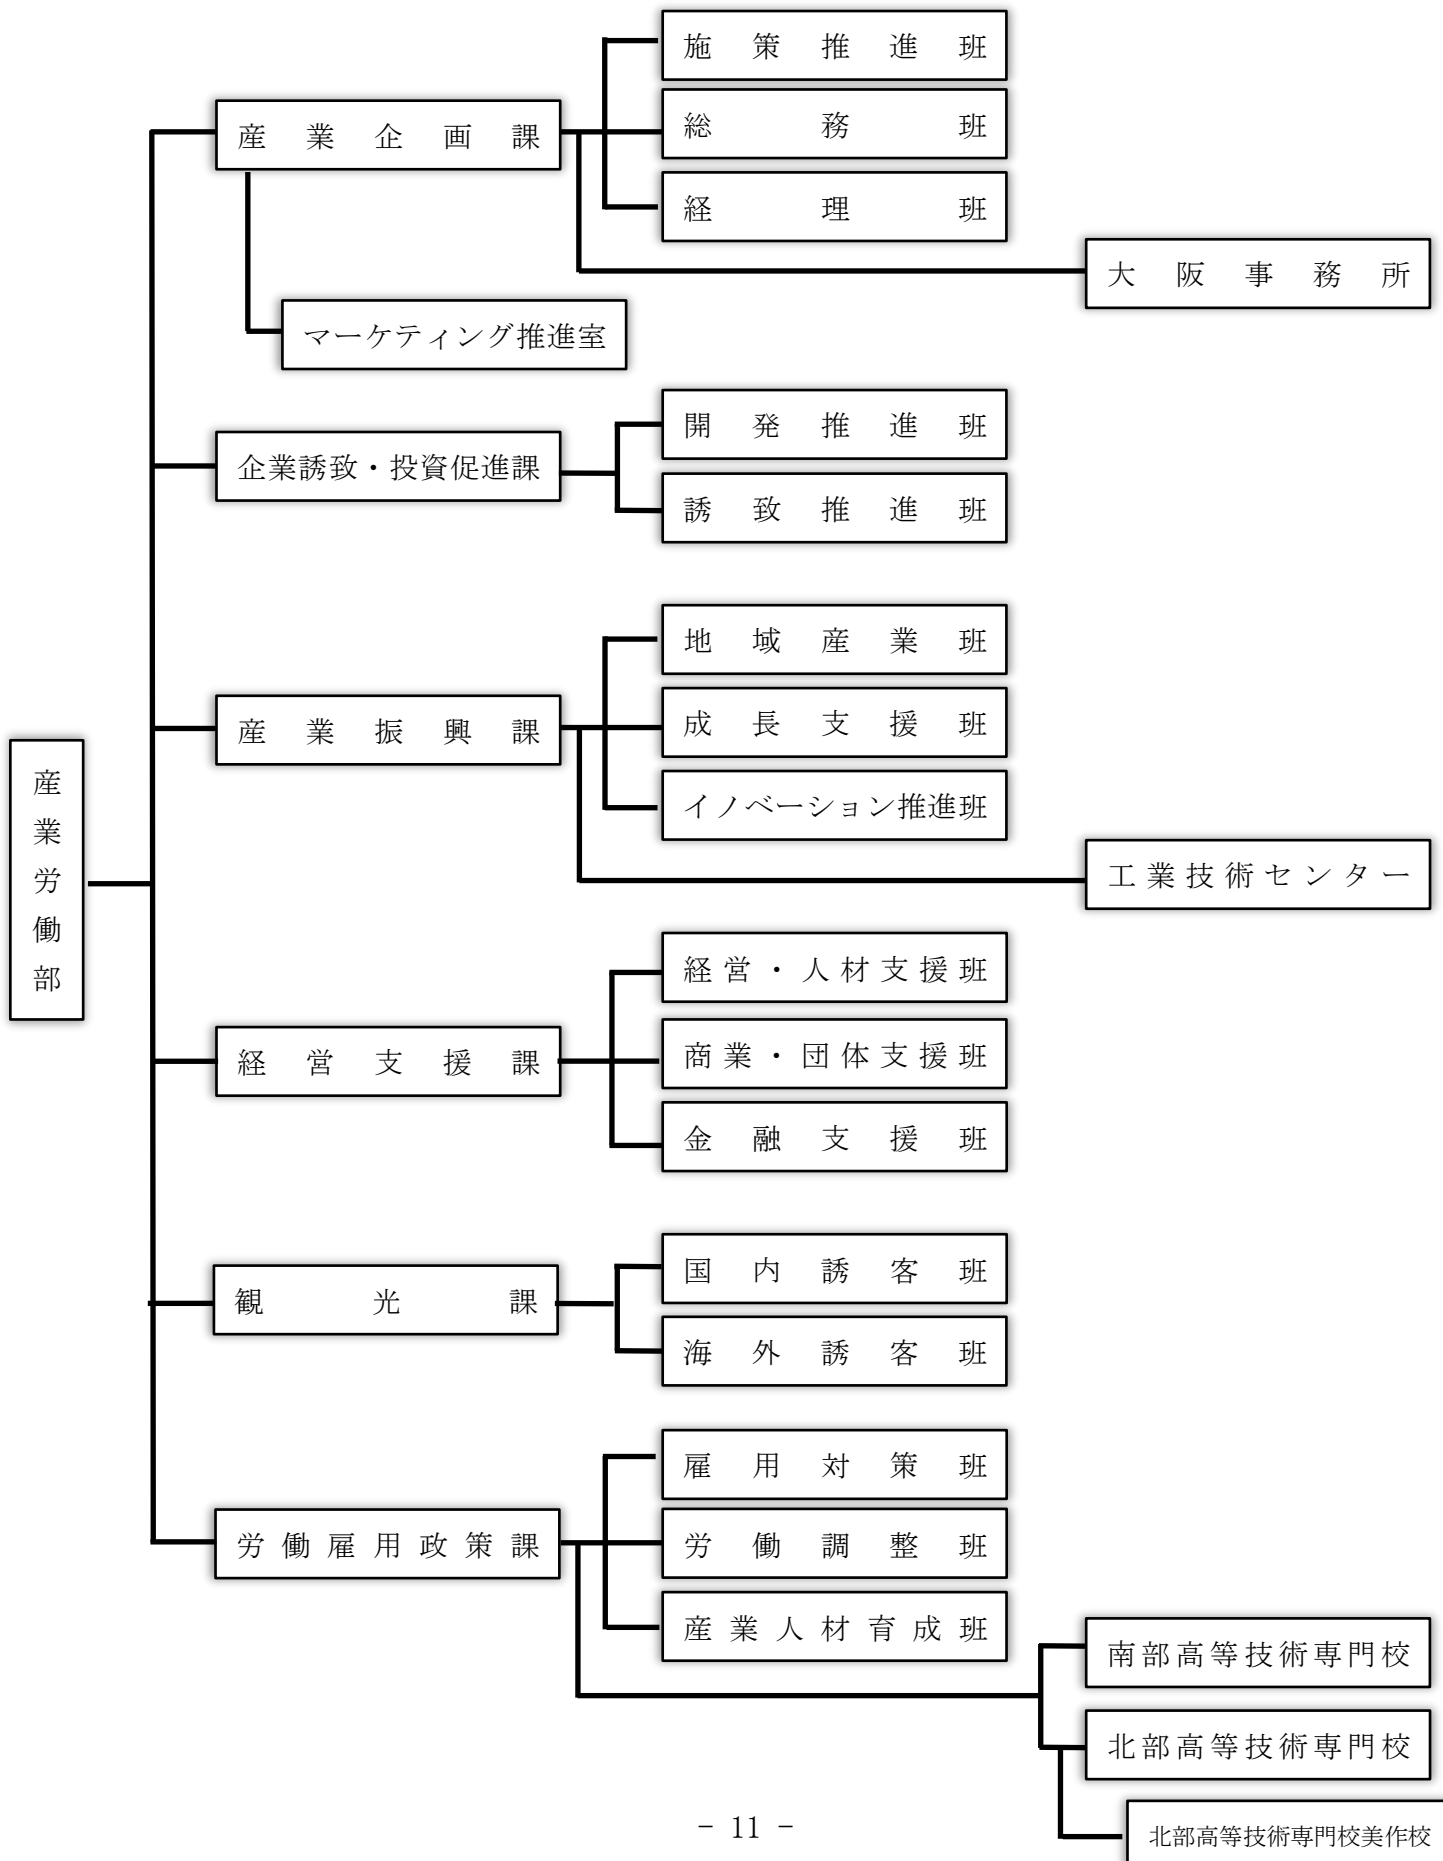 産業労働部
産業企画課
施策推進班
総務班
経理班
大阪事務所
マーケティング推進室
企業誘致・投資促進課
開発推進班
誘致推進班
産業振興課
地域産業班
成長支援班
イノベーション推進班
工業技術センター
経営支援課
経営・人材支援班
商業・団体支援班
金融支援班
観光課
国内誘客班
海外誘客班
労働雇用政策課
雇用対策班
労働調整班
産業人材育成班
南部高等技術専門校
北部高等技術専門校
北部高等技術専門校美作校
- 11 -